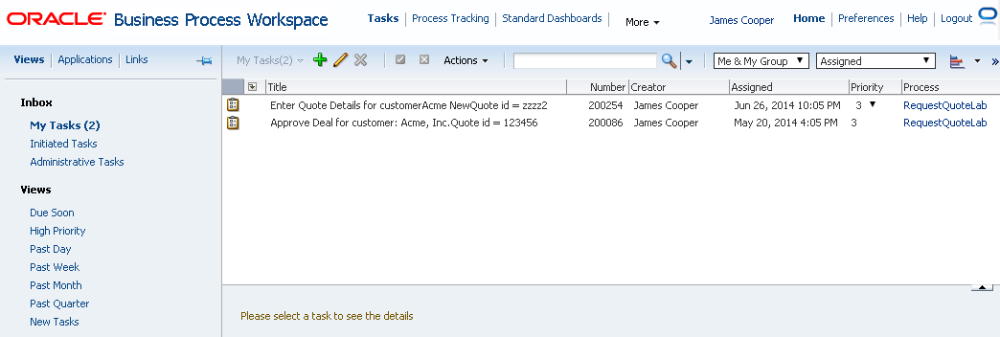 ORACLE Business Process Workspace Tasks Process Tracking Standard Dashboards More James Cooper Home Preferences Help Logout
Views Applications Links
My Tasks(2) Actions Me & My Group Assigned »
Title Number Creator Assigned Priority Process
Enter Quote Details for customerAcme NewQuote id = zzzz2 200254 James Cooper Jun 26, 2014 10:05 PM 3 RequestQuoteLab
Approve Deal for customer: Acme, Inc.Quote id = 123456 200086 James Cooper May 20, 2014 4:05 PM 3 RequestQuoteLab
Inbox
My Tasks (2)
Initiated Tasks
Administrative Tasks
Views
Due Soon
High Priority
Past Day
Past Week
Past Month
Past Quarter
New Tasks
Please select a task to see the details